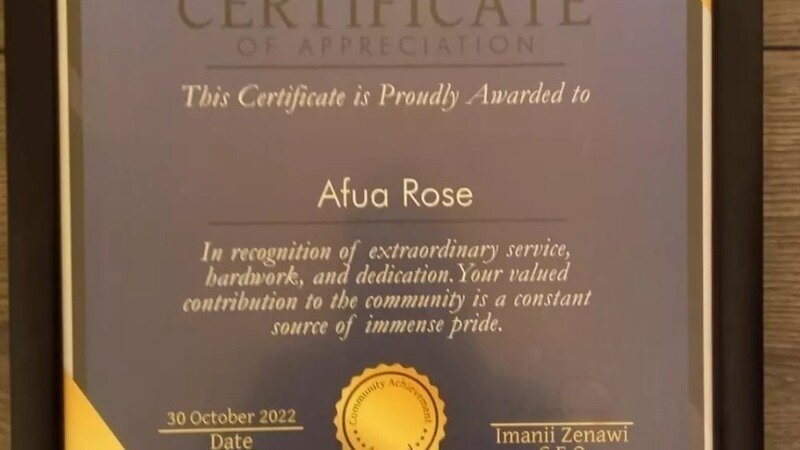 CERTIFICATE
OF APPRECIATION
This Certificate is Proudly Awarded to
Afua Rose
In recognition of extraordinary service,
hardwork, and dedication. Your valued
contribution to the community is a constant
source of immense pride.
Community Achievement
30 October 2022
Date
Imanii Zenawi
C.E.O